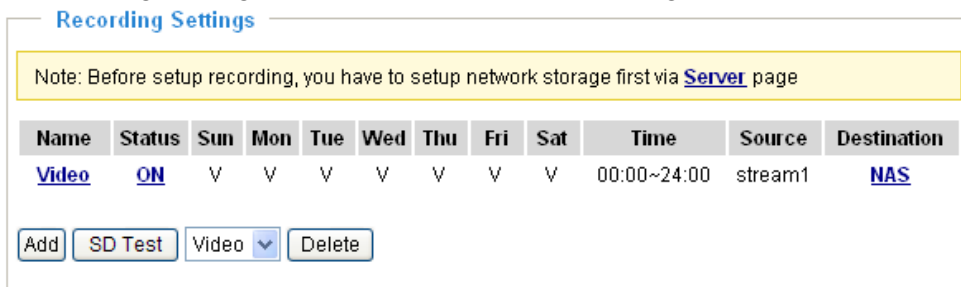 Recording Settings
Note: Before setup recording, you have to setup network storage first via Server page
Name Status Sun Mon Tue Wed Thu Fri Sat Time Source Destination
Video ON V V V V V V V 00:00~24:00 stream1 NAS
Add SD Test Video Delete